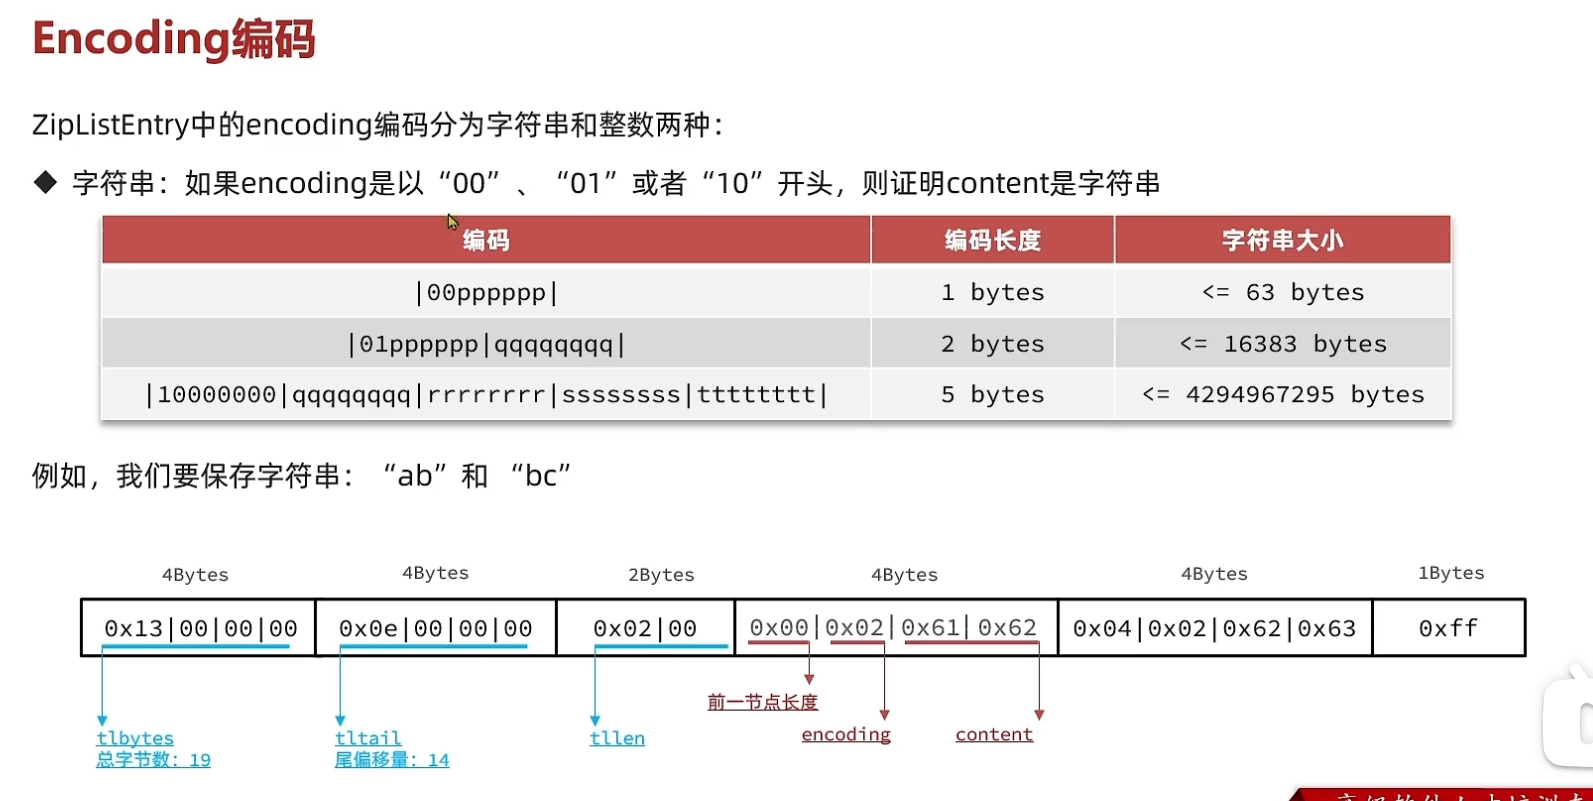 Encoding编码
ZipListEntry中的encoding编码分为字符串和整数两种：
◆ 字符串：如果encoding是以“00”、“01”或者“10”开头，则证明content是字符串
编码 编码长度 字符串大小
|00pppppp| 1 bytes <= 63 bytes
|01pppppp|qqqqqqqq| 2 bytes <= 16383 bytes
|10000000|qqqqqqqq|rrrrrrrr|ssssssss|tttttttt| 5 bytes <= 4294967295 bytes
例如，我们要保存字符串：“ab”和 “bc”
4Bytes 4Bytes 2Bytes 4Bytes 4Bytes 1Bytes
0x13|00|00|00 0x0e|00|00|00 0x02|00 0x00|0x02|0x61|0x62 0x04|0x02|0x62|0x63 0xff
前一节点长度
tlbytes tltail tllen encoding content
总字节数：19 尾偏移量：14